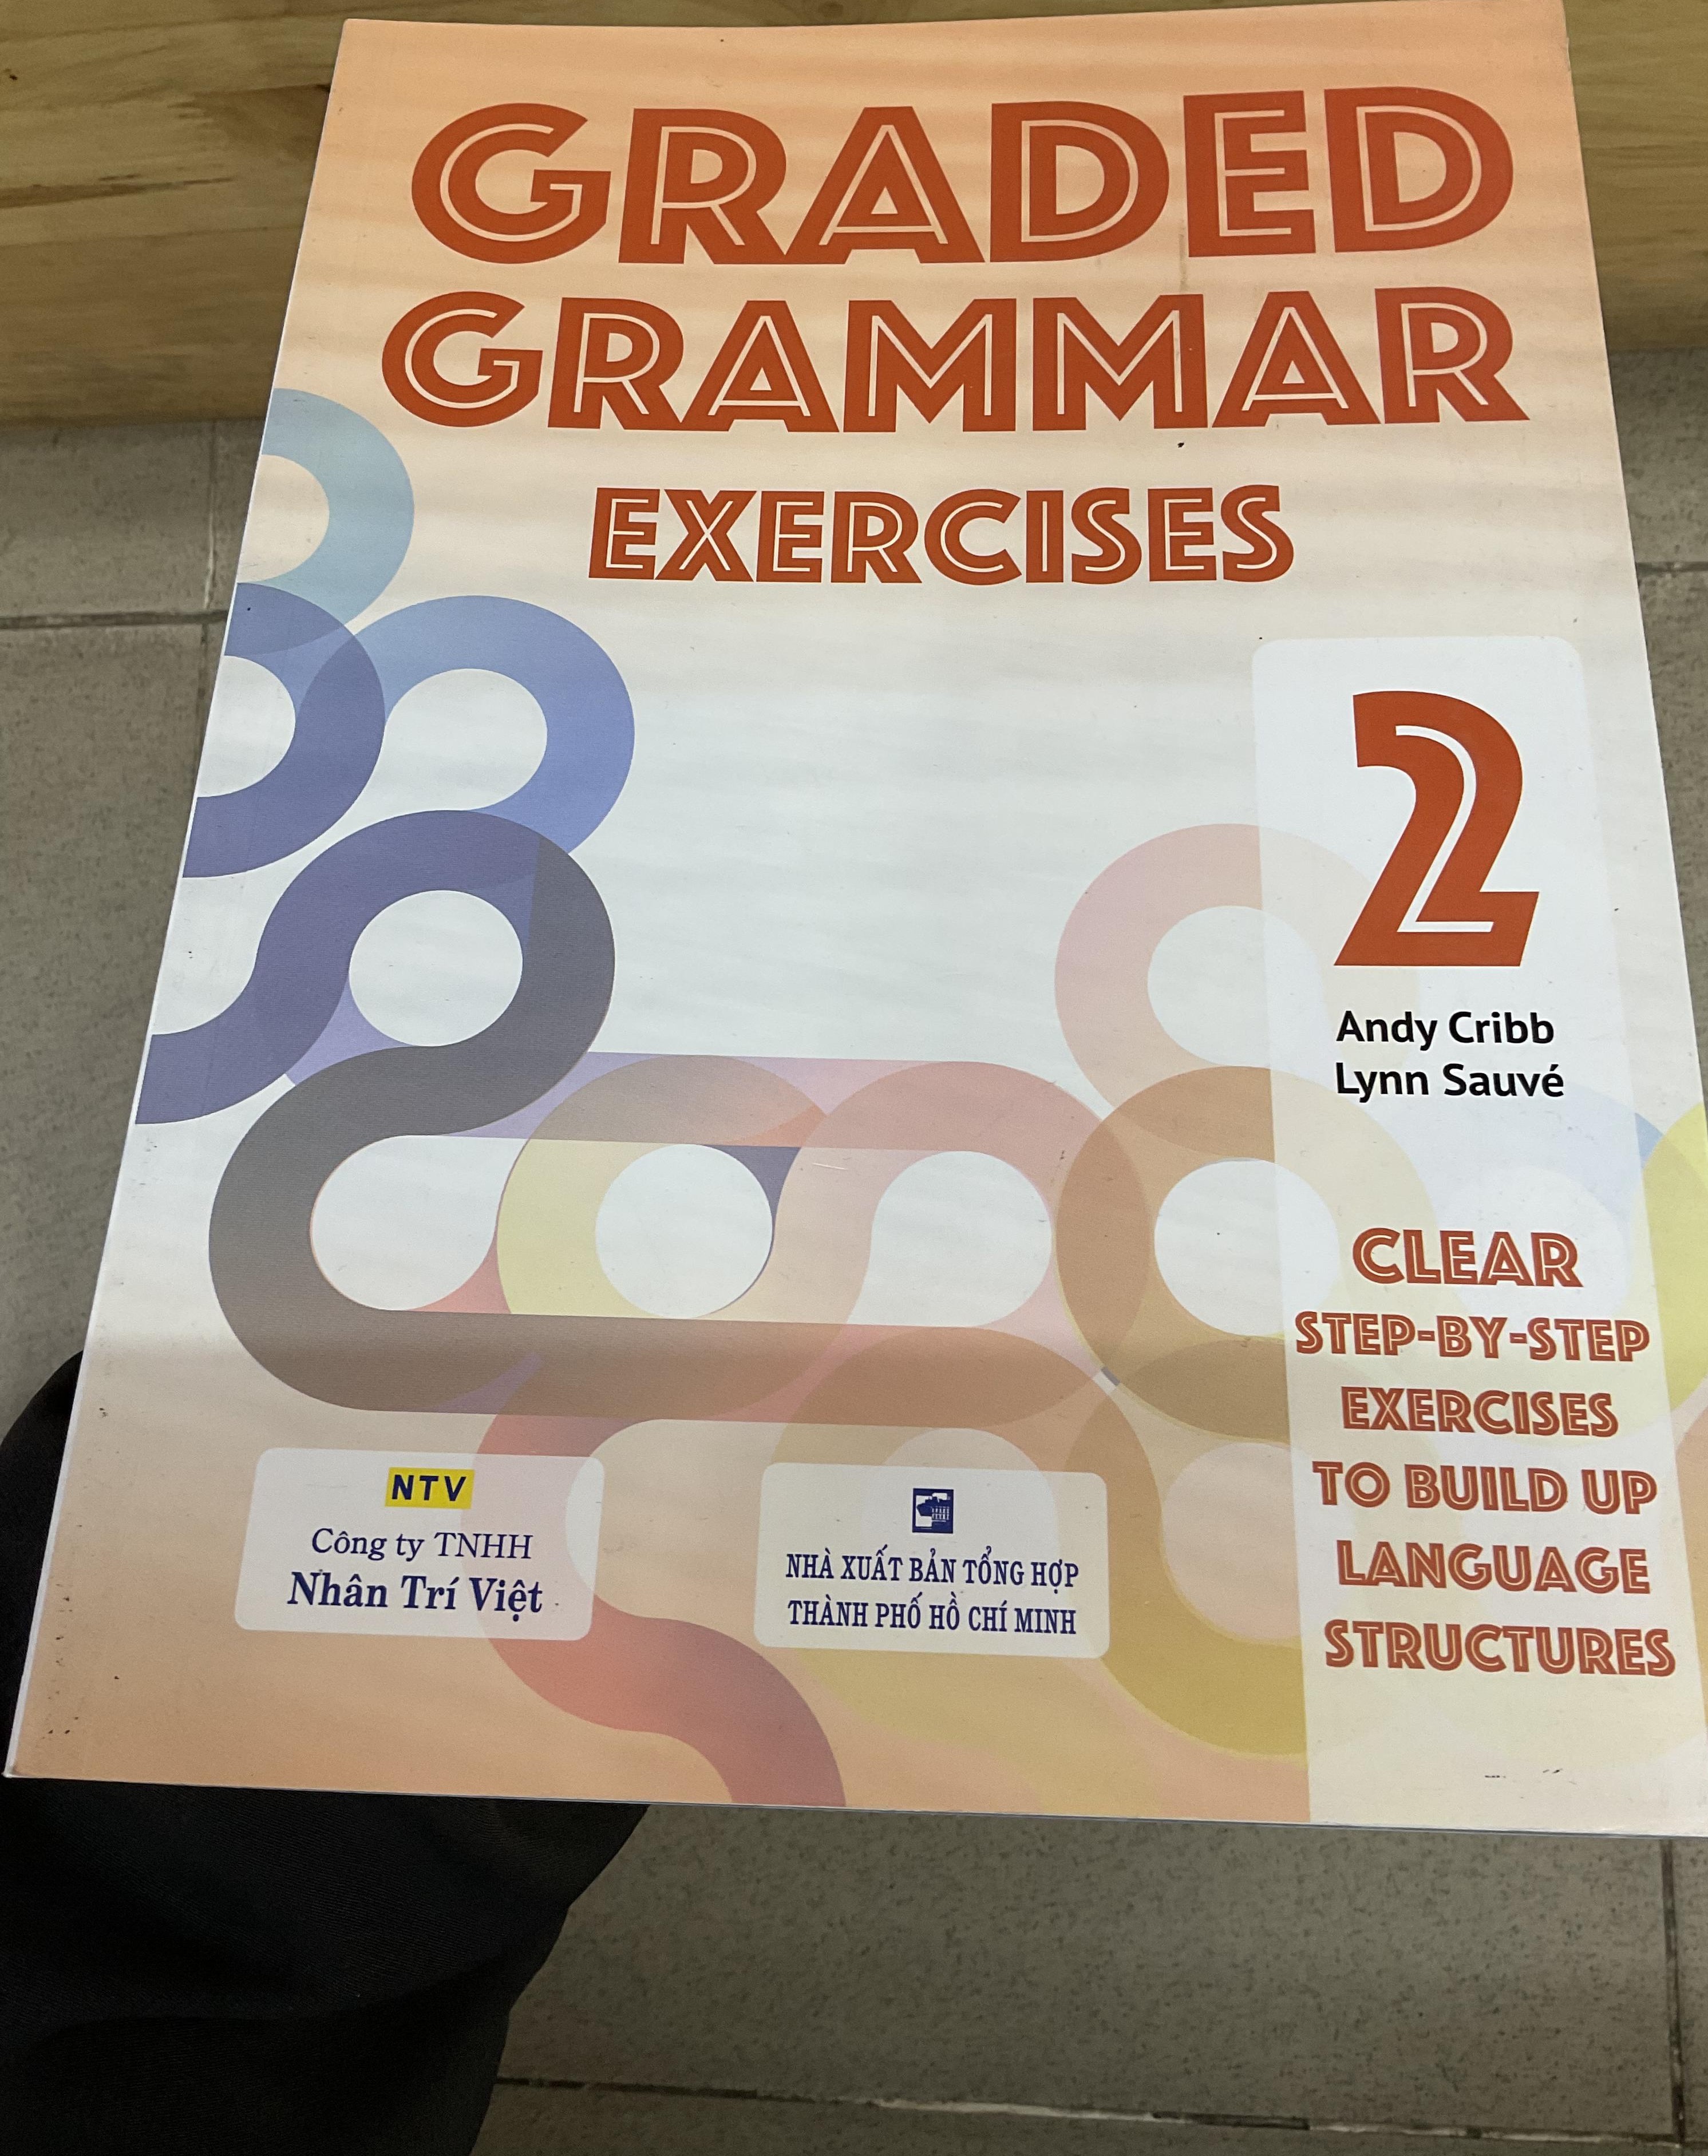 GRADED
GRAMMAR
EXERCISES
2
Andy Cribb
Lynn Sauvé
CLEAR
STEP-BY-STEP
EXERCISES
TO BUILD UP
LANGUAGE
STRUCTURES
NTV
Công ty TNHH
Nhân Trí Việt
NHÀ XUẤT BẢN TỔNG HỢP
THÀNH PHỐ HỒ CHÍ MINH